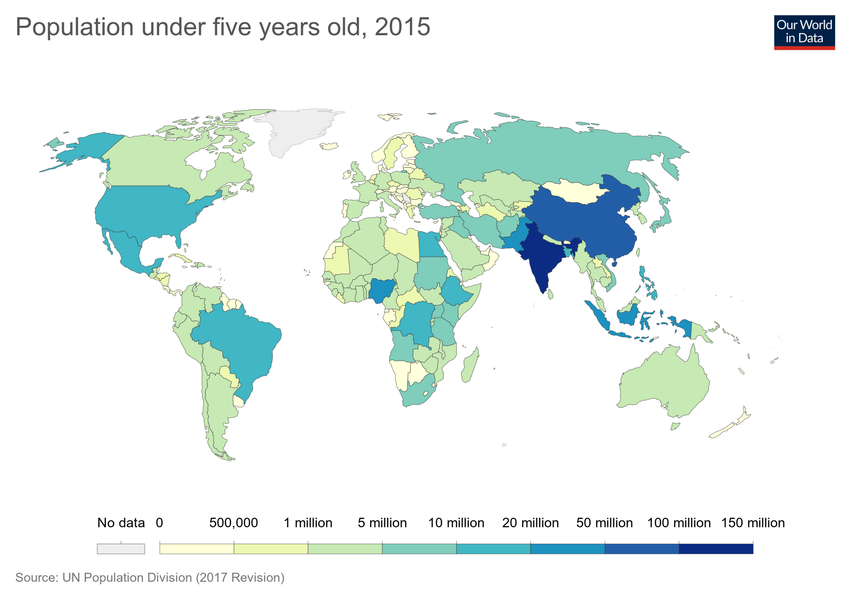 Population under five years old, 2015
Our World
in Data
No data 0 500,000 1 million 5 million 10 million 20 million 50 million 100 million 150 million
Source: UN Population Division (2017 Revision)